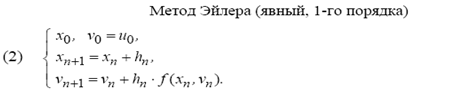 Метод Эйлера (явный, 1-го порядка)
(2)
x₀, v₀ = u₀,
xₙ₊₁ = xₙ + hₙ,
vₙ₊₁ = vₙ + hₙ · f(xₙ, vₙ).